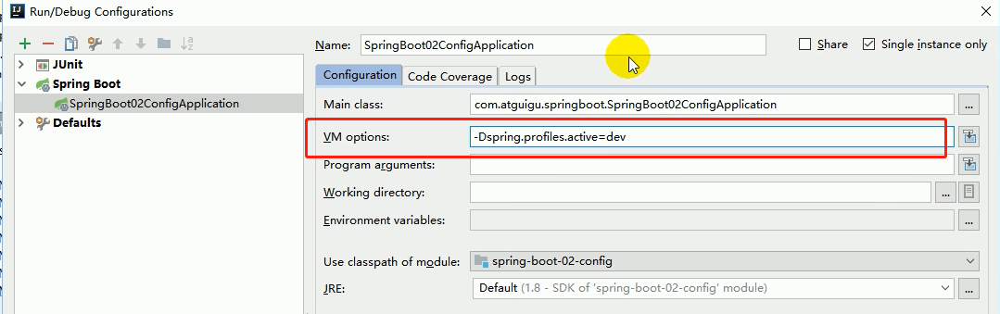 Run/Debug Configurations
Name: SpringBoot02ConfigApplication Share Single instance only
JUnit
Spring Boot
SpringBoot02ConfigApplication
Defaults
Configuration Code Coverage Logs
Main class: com.atguigu.springboot.SpringBoot02ConfigApplication ...
VM options: -Dspring.profiles.active=dev
Program arguments:
Working directory: ...
Environment variables: ...
Use classpath of module: spring-boot-02-config
JRE: Default (1.8 - SDK of 'spring-boot-02-config' module) ...